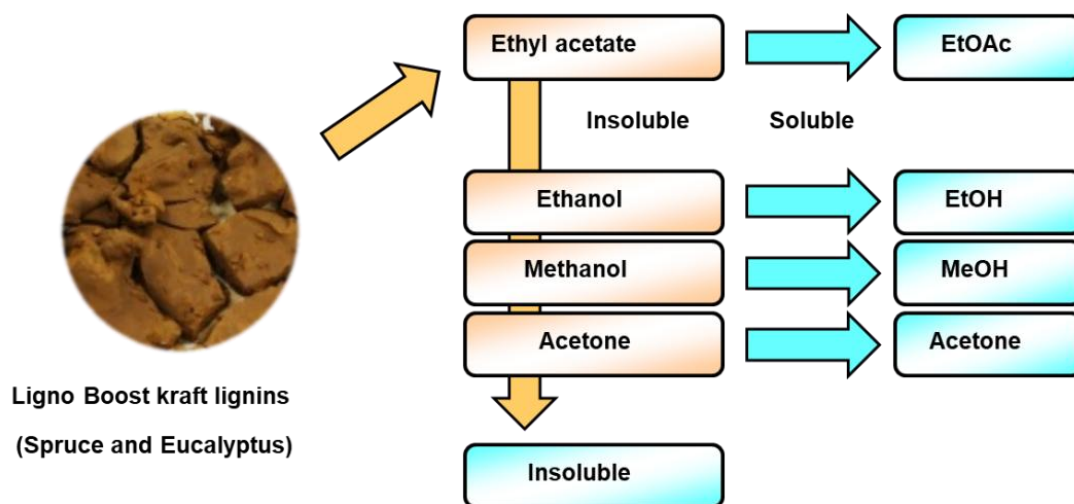 Ethyl acetate
EtOAc
Insoluble
Soluble
Ethanol
EtOH
Methanol
MeOH
Acetone
Acetone
Insoluble
Ligno Boost kraft lignins
(Spruce and Eucalyptus)